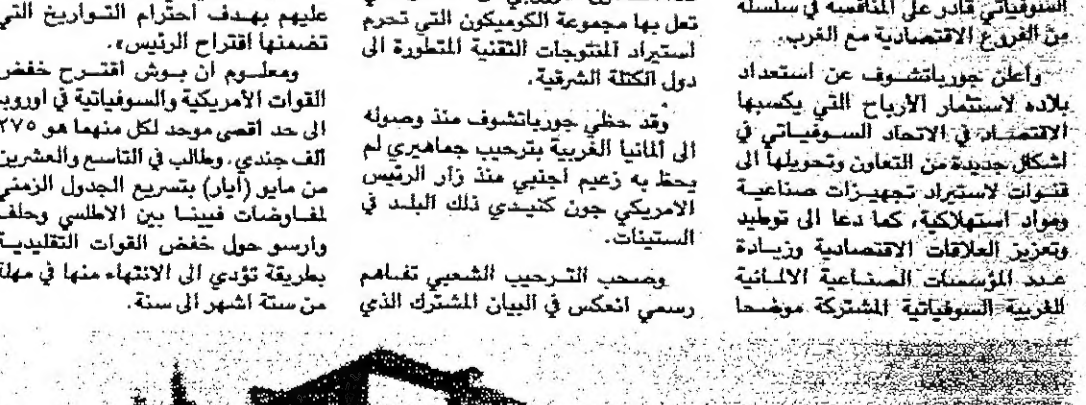 السوفياتي قادر على المنافسة في سلسلة
من الفروع الاقتصادية مع الغرب.
وأعلن جورباتشوف عن استعداد
بلاده لاستثمار الأرباح التي يكسبها
الاقتصاد في الاتحاد السوفياتي في
اشكال جديدة من التعاون وتحويلها الى
قنوات لاستيراد تجهيزات صناعية
ومواد استهلاكية، كما دعا الى توطيد
وتعزيز العلاقات الاقتصادية وزيادة
عدد المؤسسات الصناعية الالمانية
الغربية السوفياتية المشتركة موضحا
تعل بها مجموعة الكوميكون التي تحرم
استيراد المنتوجات التقنية المتطورة الى
دول الكتلة الشرقية.
وقد حظي جورباتشوف منذ وصوله
الى ألمانيا الغربية بترحيب جماهيري لم
يحظ به زعيم اجنبي منذ زار الرئيس
الامريكي جون كنيدي ذلك البلد في
الستينات.
وصحب الترحيب الشعبي تفاهم
رسمي انعكس في البيان المشترك الذي
عليهم بهدف احترام التواريخ التي
تضمنها اقتراح الرئيس».
ومعلوم ان بوش اقترح خفض
القوات الأمريكية والسوفياتية في اوروبا
الى حد اقصى موحد لكل منهما هو ٢٧٥
ألف جندي. وطالب في التاسع والعشرين
من مايو (ايار) بتسريع الجدول الزمني
لمفاوضات فيينا بين الاطلسي وحلف
وارسو حول خفض القوات التقليدية
بطريقة تؤدي الى الانتهاء منها في مهلة
من ستة اشهر الى سنة.